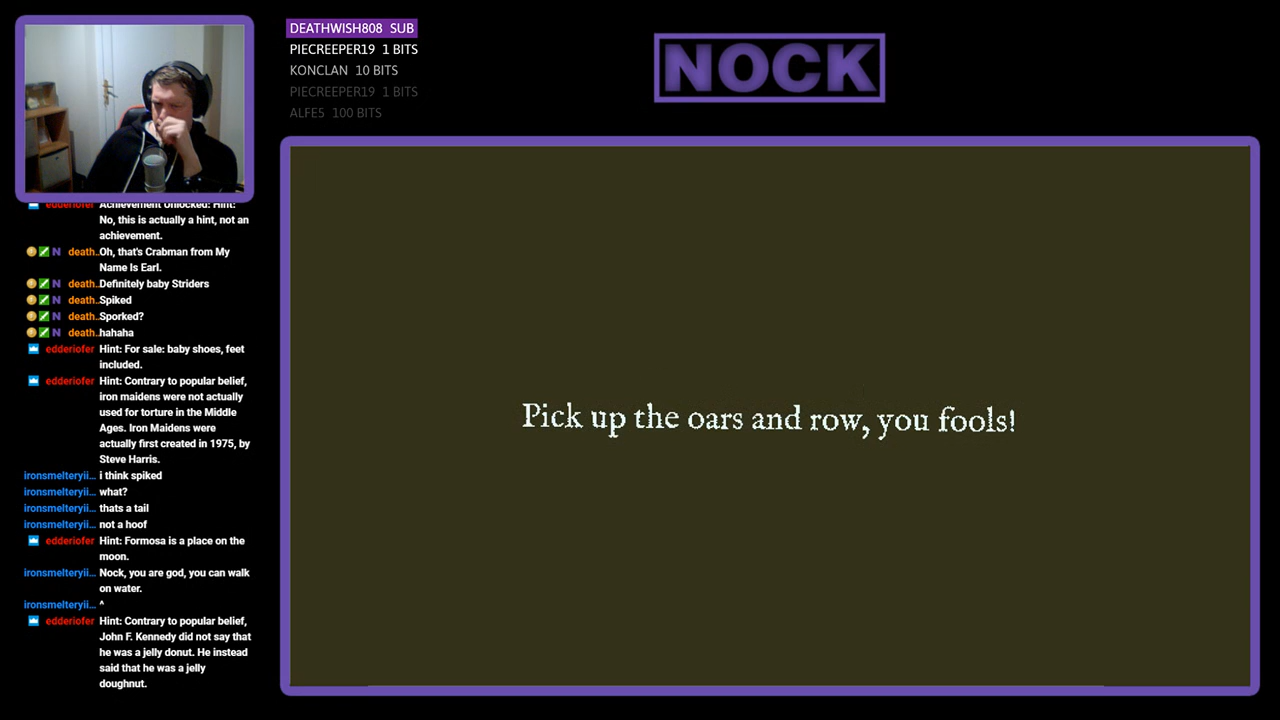 DEATHWISH808 SUB
PIECREEPER19 1 BITS
KONCLAN 10 BITS
PIECREEPER19 1 BITS
ALFE5 100 BITS
NOCK
edderiofer Achievement Unlocked: Hint:
No, this is actually a hint, not an
achievement.
N death.. Oh, that's Crabman from My
Name Is Earl.
N death.. Definitely baby Striders
N death.. Spiked
N death.. Sporked?
N death.. hahaha
edderiofer Hint: For sale: baby shoes, feet
included.
edderiofer Hint: Contrary to popular belief,
iron maidens were not actually
used for torture in the Middle
Ages. Iron Maidens were
actually first created in 1975, by
Steve Harris.
ironsmelteryii... i think spiked
ironsmelteryii... what?
ironsmelteryii... thats a tail
ironsmelteryii... not a hoof
edderiofer Hint: Formosa is a place on the
moon.
ironsmelteryii... Nock, you are god, you can walk
on water.
ironsmelteryii... ^
edderiofer Hint: Contrary to popular belief,
John F. Kennedy did not say that
he was a jelly donut. He instead
said that he was a jelly
doughnut.
Pick up the oars and row, you fools!